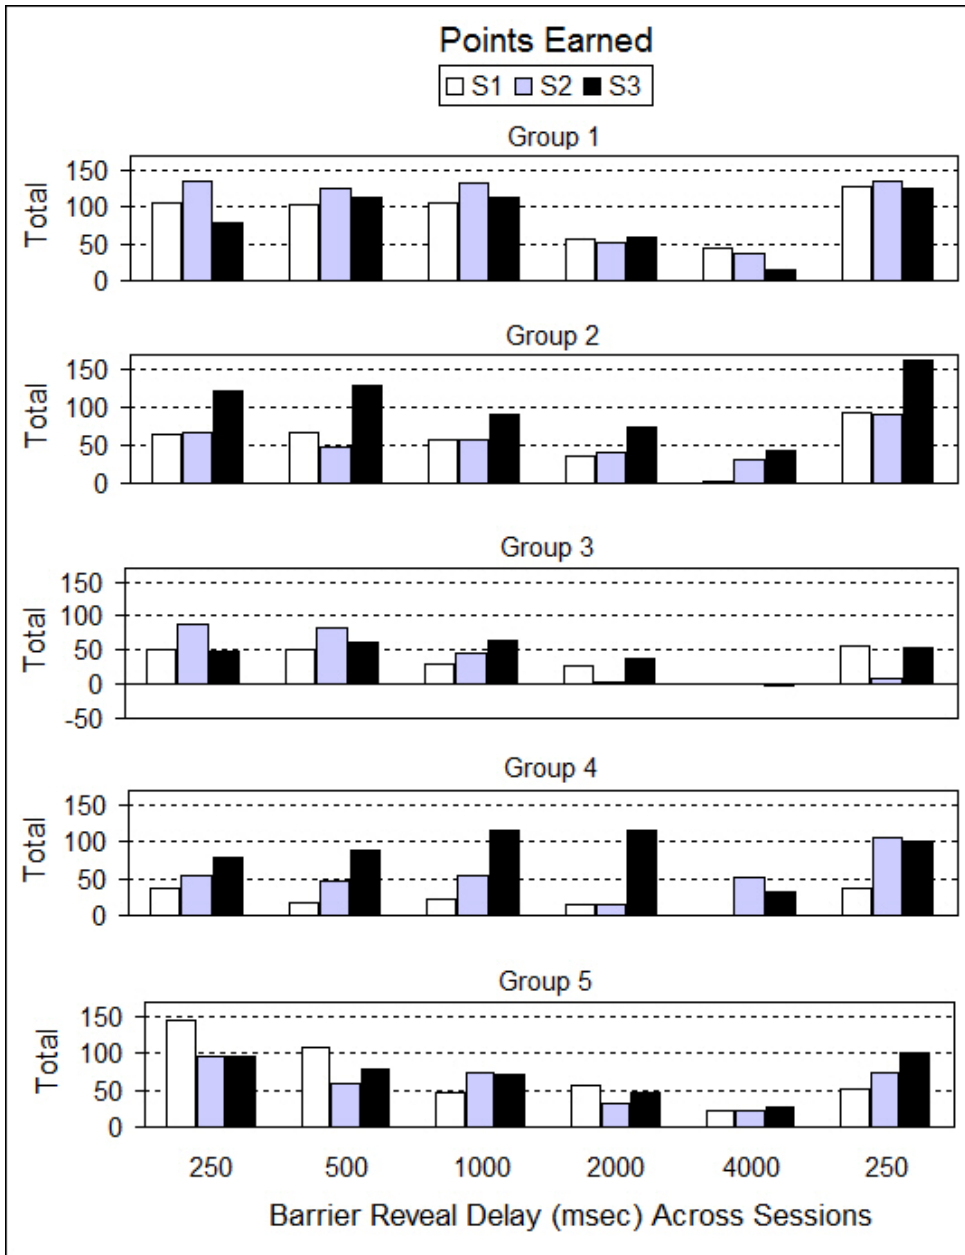 Points Earned
S1 S2 S3
Group 1
Total
150
100
50
0
Group 2
Total
150
100
50
0
Group 3
Total
150
100
50
0
-50
Group 4
Total
150
100
50
0
Group 5
Total
150
100
50
0
250 500 1000 2000 4000 250
Barrier Reveal Delay (msec) Across Sessions